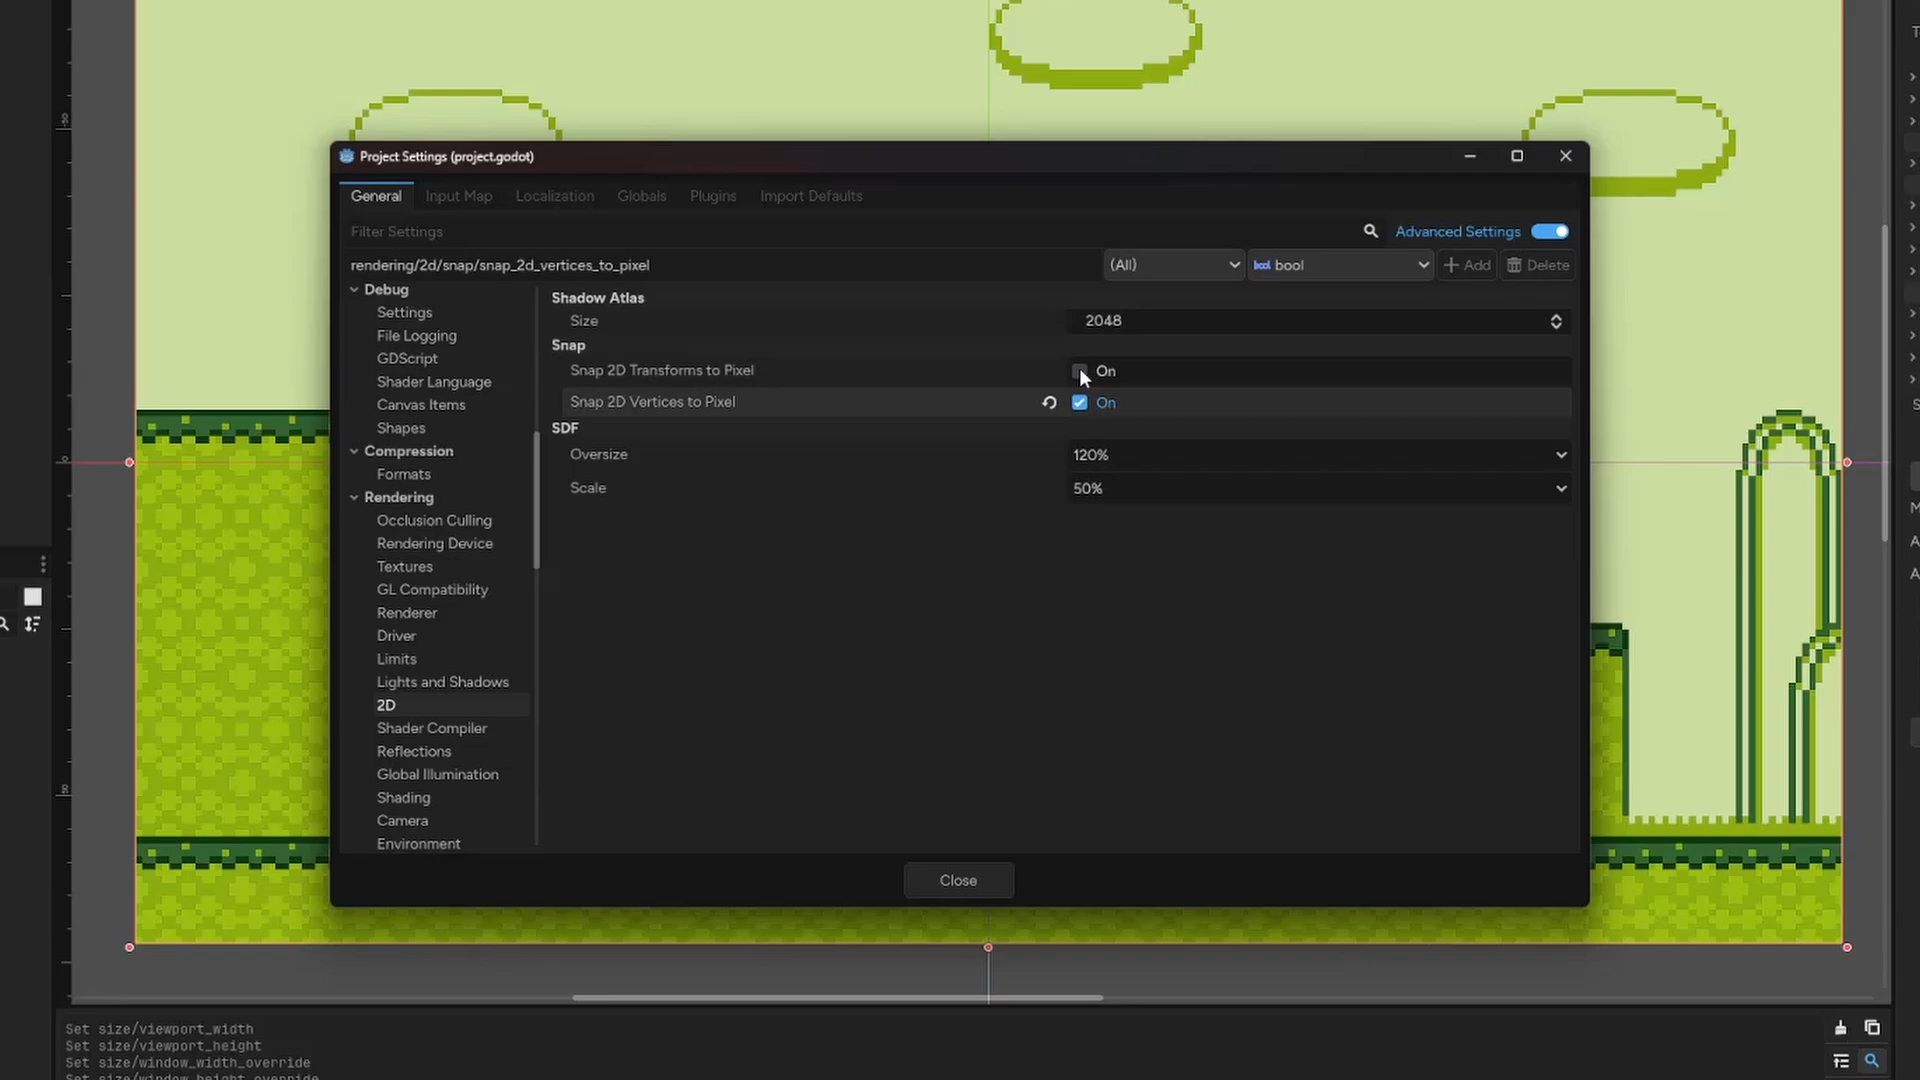 Project Settings (project.godot)
General Input Map Localization Globals Plugins Import Defaults
Filter Settings
Advanced Settings
rendering/2d/snap/snap_2d_vertices_to_pixel
(All)
bool bool
Add
Delete
Debug
Settings
File Logging
GDScript
Shader Language
Canvas Items
Shapes
Compression
Formats
Rendering
Occlusion Culling
Rendering Device
Textures
GL Compatibility
Renderer
Driver
Limits
Lights and Shadows
2D
Shader Compiler
Reflections
Global Illumination
Shading
Camera
Environment
Shadow Atlas
Size 2048
Snap
Snap 2D Transforms to Pixel On
Snap 2D Vertices to Pixel On
SDF
Oversize 120%
Scale 50%
Close
Set size/viewport_width
Set size/viewport_height
Set size/window_width_override
Set size/window_height_override